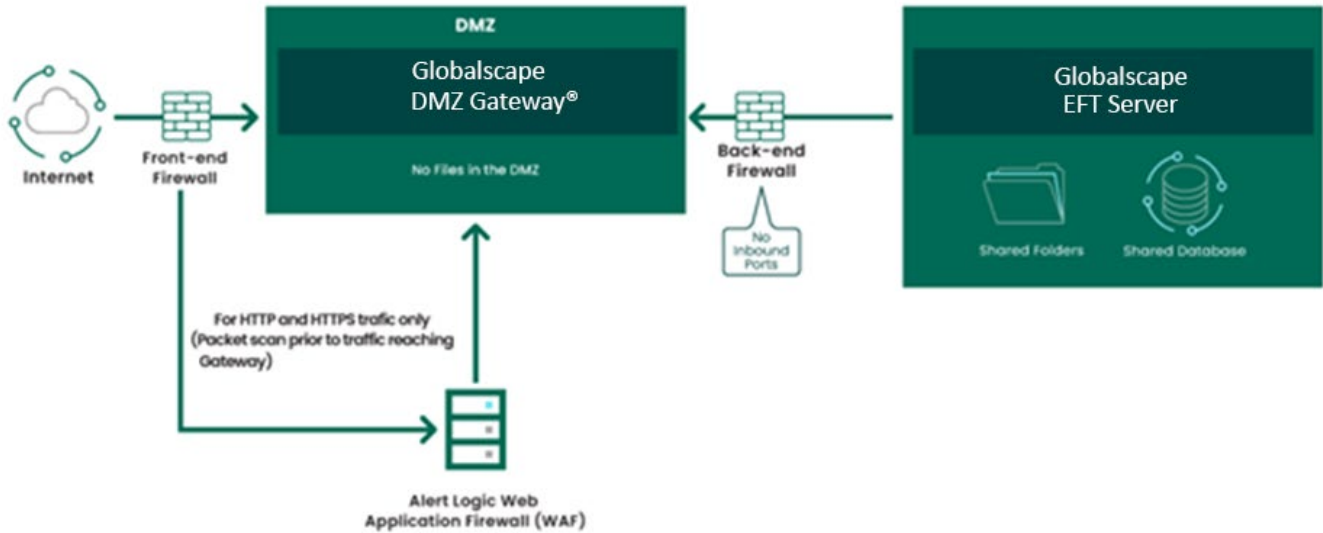 DMZ
Globalscape
DMZ Gateway®
No Files in the DMZ
Internet
Front-end
Firewall
Back-end
Firewall
No
Inbound
Ports
Globalscape
EFT Server
Shared Folders
Shared Database
For HTTP and HTTPS trafic only
(Packet scan prior to traffic reaching
Gateway)
Alert Logic Web
Application Firewall (WAF)